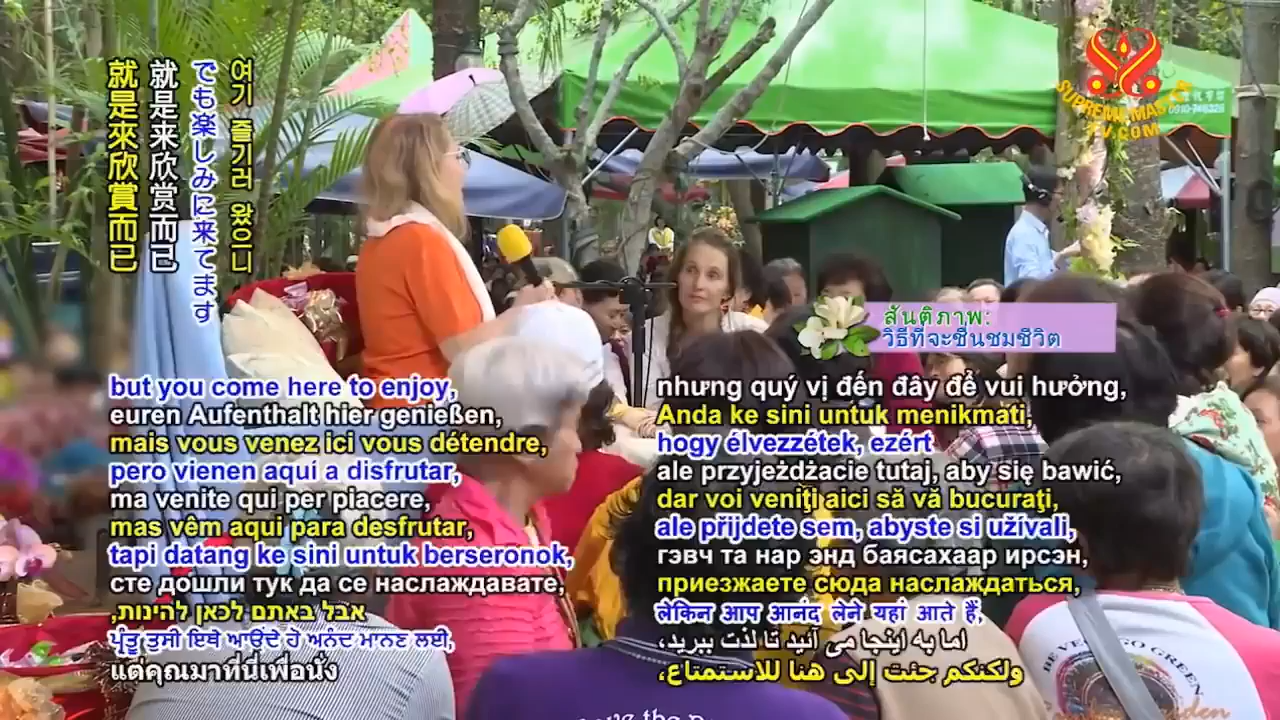 就是來欣賞而已
就是来欣赏而已
でも楽しみに来てます
여기 즐기러 왔으니
SUPREME MASTER
TV.COM
สันติภาพ:
วิธีที่จะชื่นชมชีวิต
but you come here to enjoy,
euren Aufenthalt hier genießen,
mais vous venez ici vous détendre,
pero vienen aquí a disfrutar,
ma venite qui per piacere,
mas vêm aqui para desfrutar,
tapi datang ke sini untuk berseronok,
сте дошли тук да се наслаждавате,
אבל באתם לכאן להינות,
ਪ੍ਰੰਤੂ ਤੁਸੀ ਇਥੇ ਆਉਂਦੇ ਹੋ ਅਨੰਦ ਮਾਨਣ ਲਈ,
แต่คุณมาที่นี่เพื่อนั่ง
nhưng quý vị đến đây để vui hưởng,
Anda ke sini untuk menikmati,
hogy élvezzétek, ezért
ale przyjeżdżacie tutaj, aby się bawić,
dar voi veniţi aici să vă bucuraţi,
ale přijdete sem, abyste si užívali,
гэвч та нар энд баясахаар ирсэн,
приезжаете сюда наслаждаться,
लेकिन आप आनंद लेने यहां आते हैं,
اما به اینجا می آئید تا لذت ببرید،
ولكنكم جئت إلى هنا للاستمتاع،
BE VEG GO GREEN